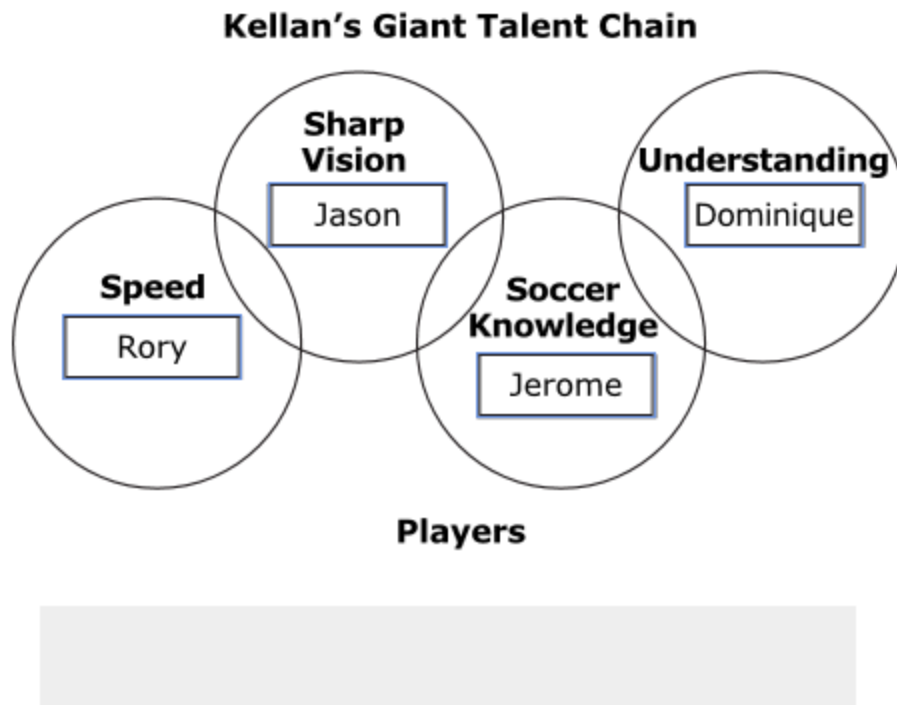 Kellan’s Giant Talent Chain
Sharp
Vision
Jason
Understanding
Dominique
Speed
Rory
Soccer
Knowledge
Jerome
Players